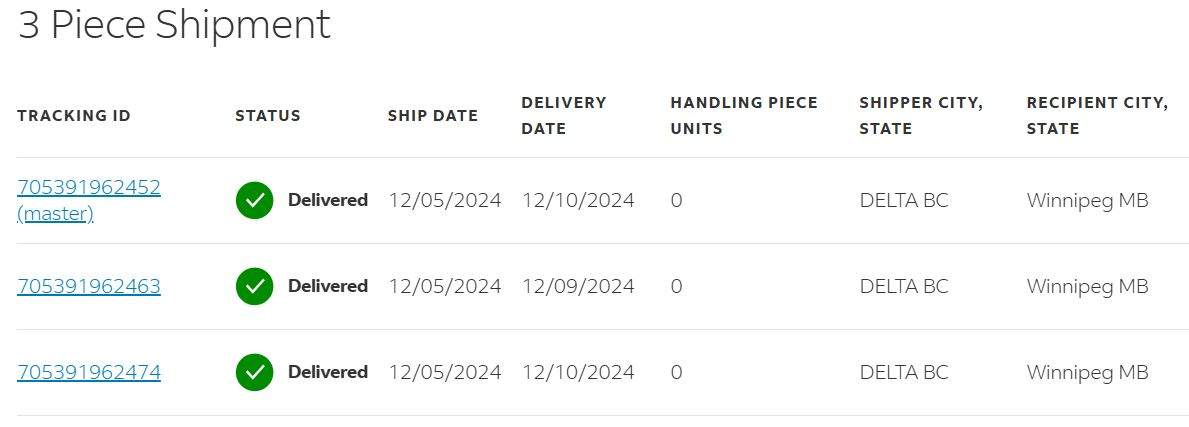 3 Piece Shipment
TRACKING ID STATUS SHIP DATE DELIVERY DATE HANDLING PIECE UNITS SHIPPER CITY, STATE RECIPIENT CITY, STATE
705391962452 (master) Delivered 12/05/2024 12/10/2024 0 DELTA BC Winnipeg MB
705391962463 Delivered 12/05/2024 12/09/2024 0 DELTA BC Winnipeg MB
705391962474 Delivered 12/05/2024 12/10/2024 0 DELTA BC Winnipeg MB